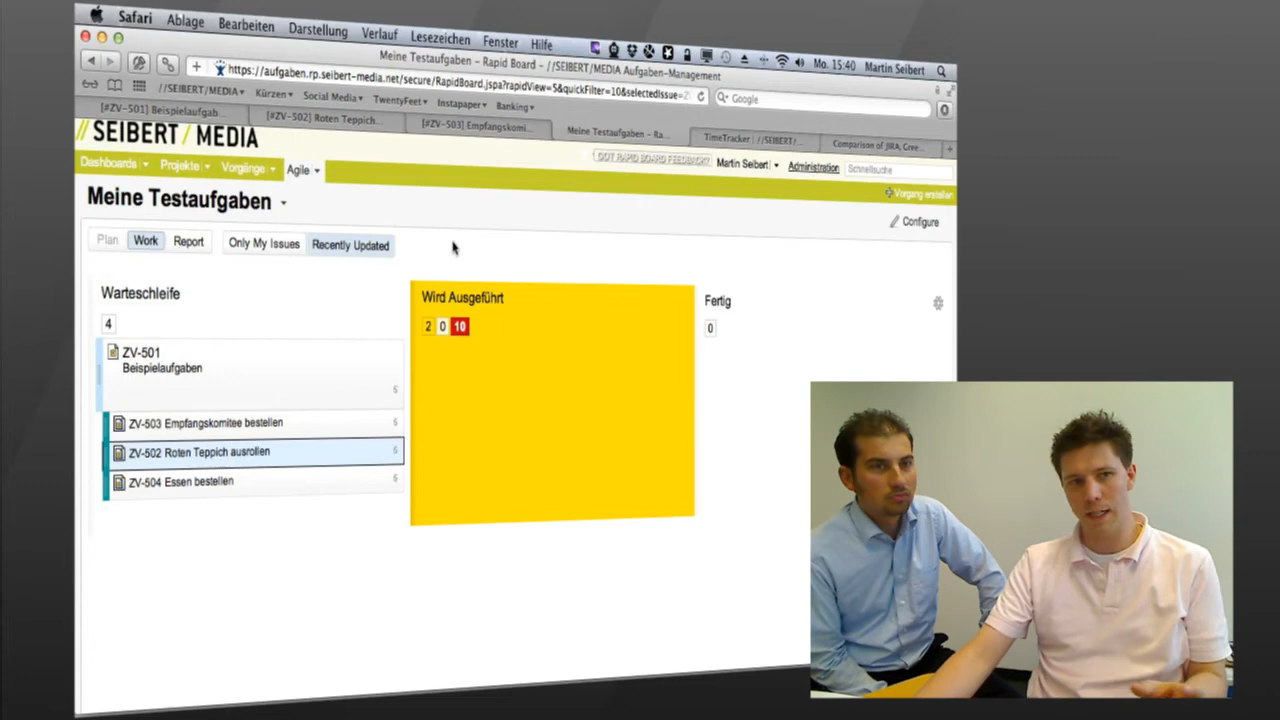 Safari Ablage Bearbeiten Darstellung Verlauf Lesezeichen Fenster Hilfe Mo. 15:40 Martin Seibert
Meine Testaufgaben – Rapid Board – //SEIBERT/MEDIA Aufgaben-Management
https://aufgaben.rp.seibert-media.net/secure/RapidBoard.jspa?rapidView=5&quickFilter=10&selectedIssue=Z Google
//SEIBERT/MEDIA Kürzen Social Media TwentyFeet Instapaper Banking
[#ZV-501] Beispielaufgab... [#ZV-502] Roten Teppich... [#ZV-503] Empfangskomi... Meine Testaufgaben – Ra... TimeTracker | //SEIBERT/... Comparison of JIRA, Gree...
// SEIBERT / MEDIA
GOT RAPID BOARD FEEDBACK? Martin Seibert Administration Schnellsuche
Dashboards Projekte Vorgänge Agile
Vorgang erstellen
Meine Testaufgaben
Configure
Plan Work Report Only My Issues Recently Updated
Warteschleife Wird Ausgeführt Fertig
4 2 0 10 0
ZV-501
Beispielaufgaben
5
ZV-503 Empfangskomitee bestellen 5
ZV-502 Roten Teppich ausrollen 5
ZV-504 Essen bestellen 5